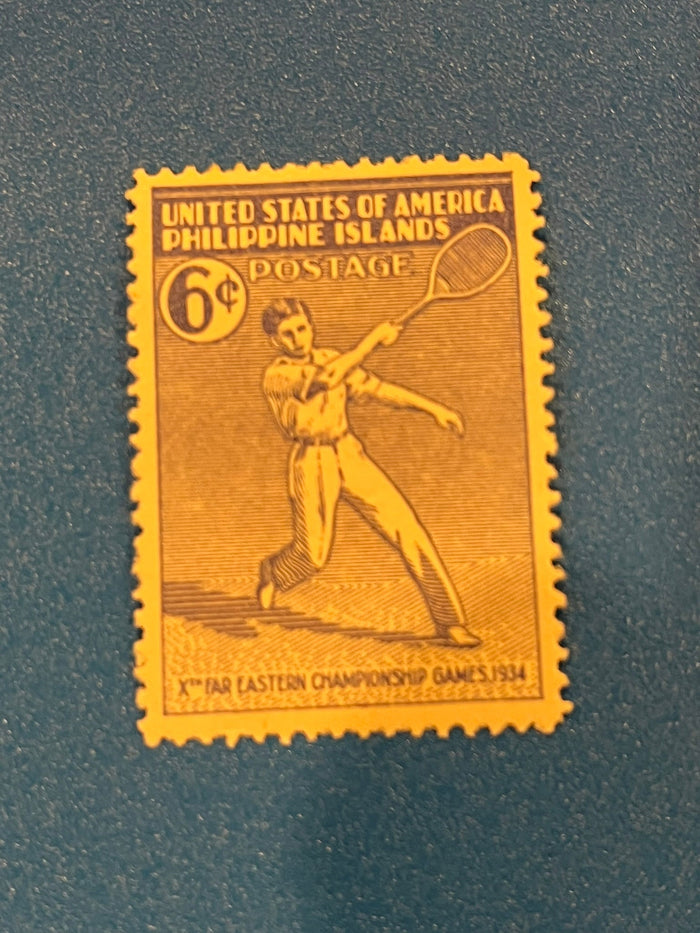 UNITED STATES OF AMERICA
PHILIPPINE ISLANDS
6¢ POSTAGE
XTH FAR EASTERN CHAMPIONSHIP GAMES,1934